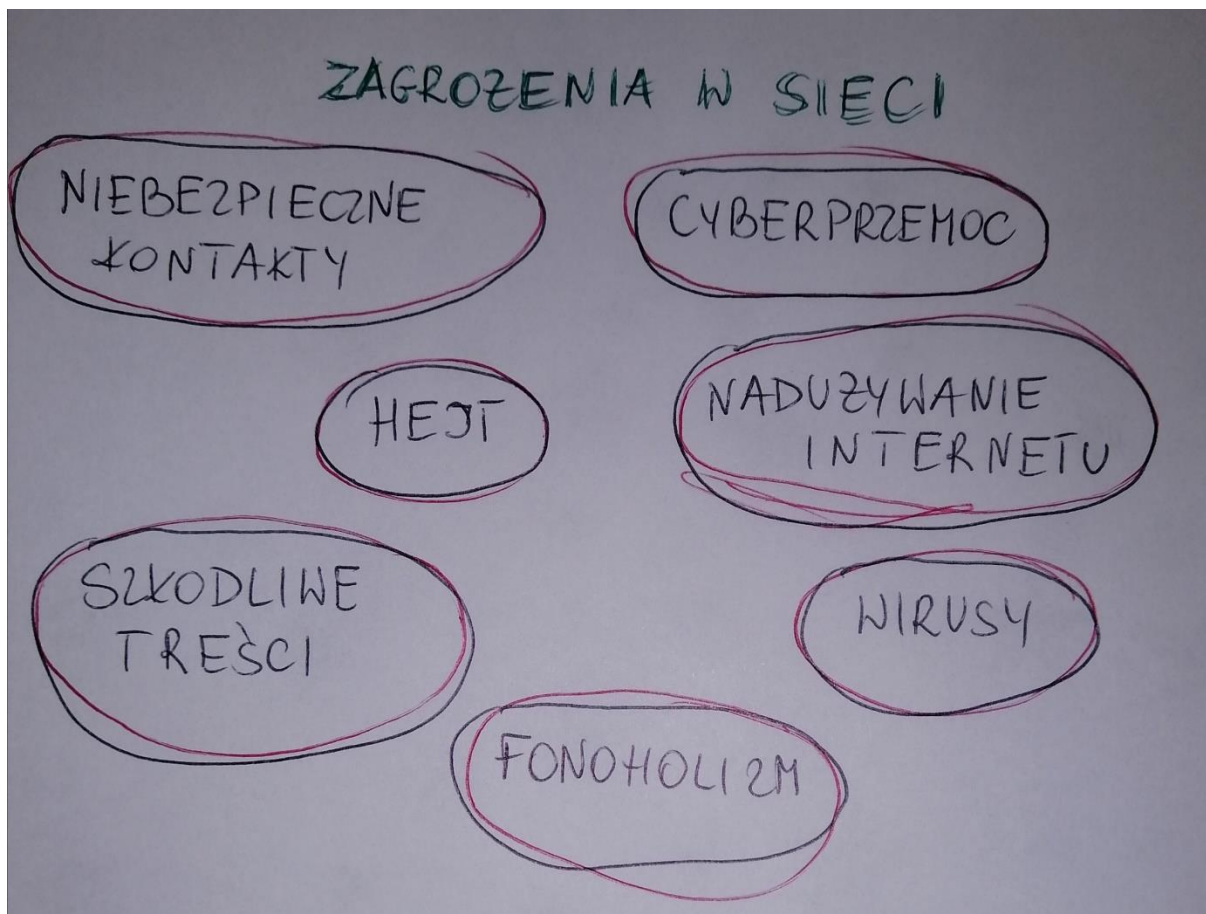 ZAGROŻENIA W SIECI
NIEBEZPIECZNE
KONTAKTY
CYBERPRZEMOC
HEJT
NADUŻYWANIE
INTERNETU
SZKODLIWE
TREŚCI
WIRUSY
FONOHOLIZM